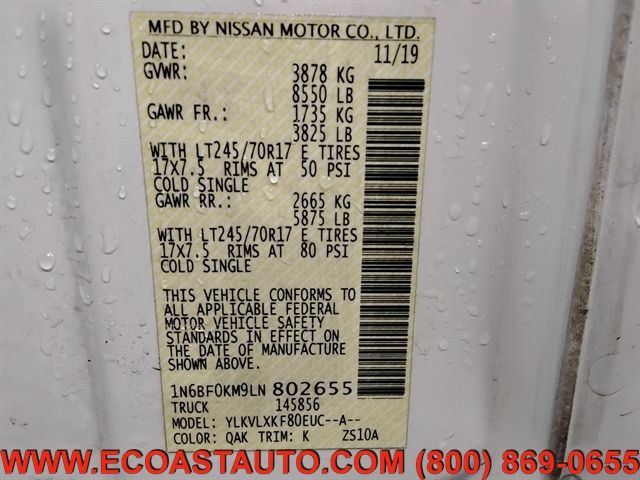 MFD BY NISSAN MOTOR CO., LTD.
DATE: 11/19
GVWR: 3878 KG
8550 LB
GAWR FR.: 1735 KG
3825 LB
WITH LT245/70R17 E TIRES
17X7.5 RIMS AT 50 PSI
COLD SINGLE
GAWR RR.: 2665 KG
5875 LB
WITH LT245/70R17 E TIRES
17X7.5 RIMS AT 80 PSI
COLD SINGLE
THIS VEHICLE CONFORMS TO
ALL APPLICABLE FEDERAL
MOTOR VEHICLE SAFETY
STANDARDS IN EFFECT ON
THE DATE OF MANUFACTURE
SHOWN ABOVE.
1N6BF0KM9LN 802655
TRUCK 145856
MODEL: YLKVLXKF80EUC--A--
COLOR: QAK TRIM: K ZS10A
WWW.ECOASTAUTO.COM (800) 869-0655